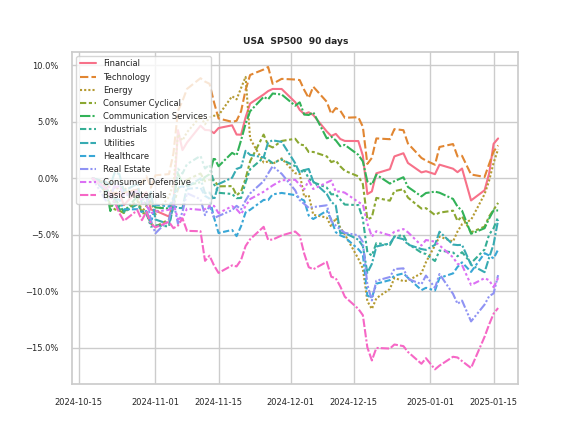 USA SP500 90 days
10.0%
5.0%
0.0%
−5.0%
−10.0%
−15.0%
Financial
Technology
Energy
Consumer Cyclical
Communication Services
Industrials
Utilities
Healthcare
Real Estate
Consumer Defensive
Basic Materials
2024-10-15
2024-11-01
2024-11-15
2024-12-01
2024-12-15
2025-01-01
2025-01-15